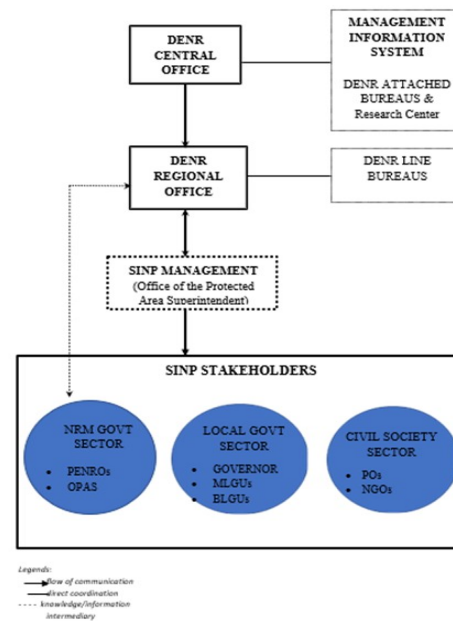 DENR
CENTRAL
OFFICE
MANAGEMENT
INFORMATION
SYSTEM
DENR ATTACHED
BUREAUS &
Research Center
DENR
REGIONAL
OFFICE
DENR LINE
BUREAUS
SINP MANAGEMENT
(Office of the Protected
Area Superintendent)
SINP STAKEHOLDERS
NRM GOVT
SECTOR
• PENROs
• OPAS
LOCAL GOVT
SECTOR
• GOVERNOR
• MLGUs
• BLGUs
CIVIL SOCIETY
SECTOR
• POs
• NGOs
Legends:
flow of communication
direct coordination
knowledge/information
intermediary